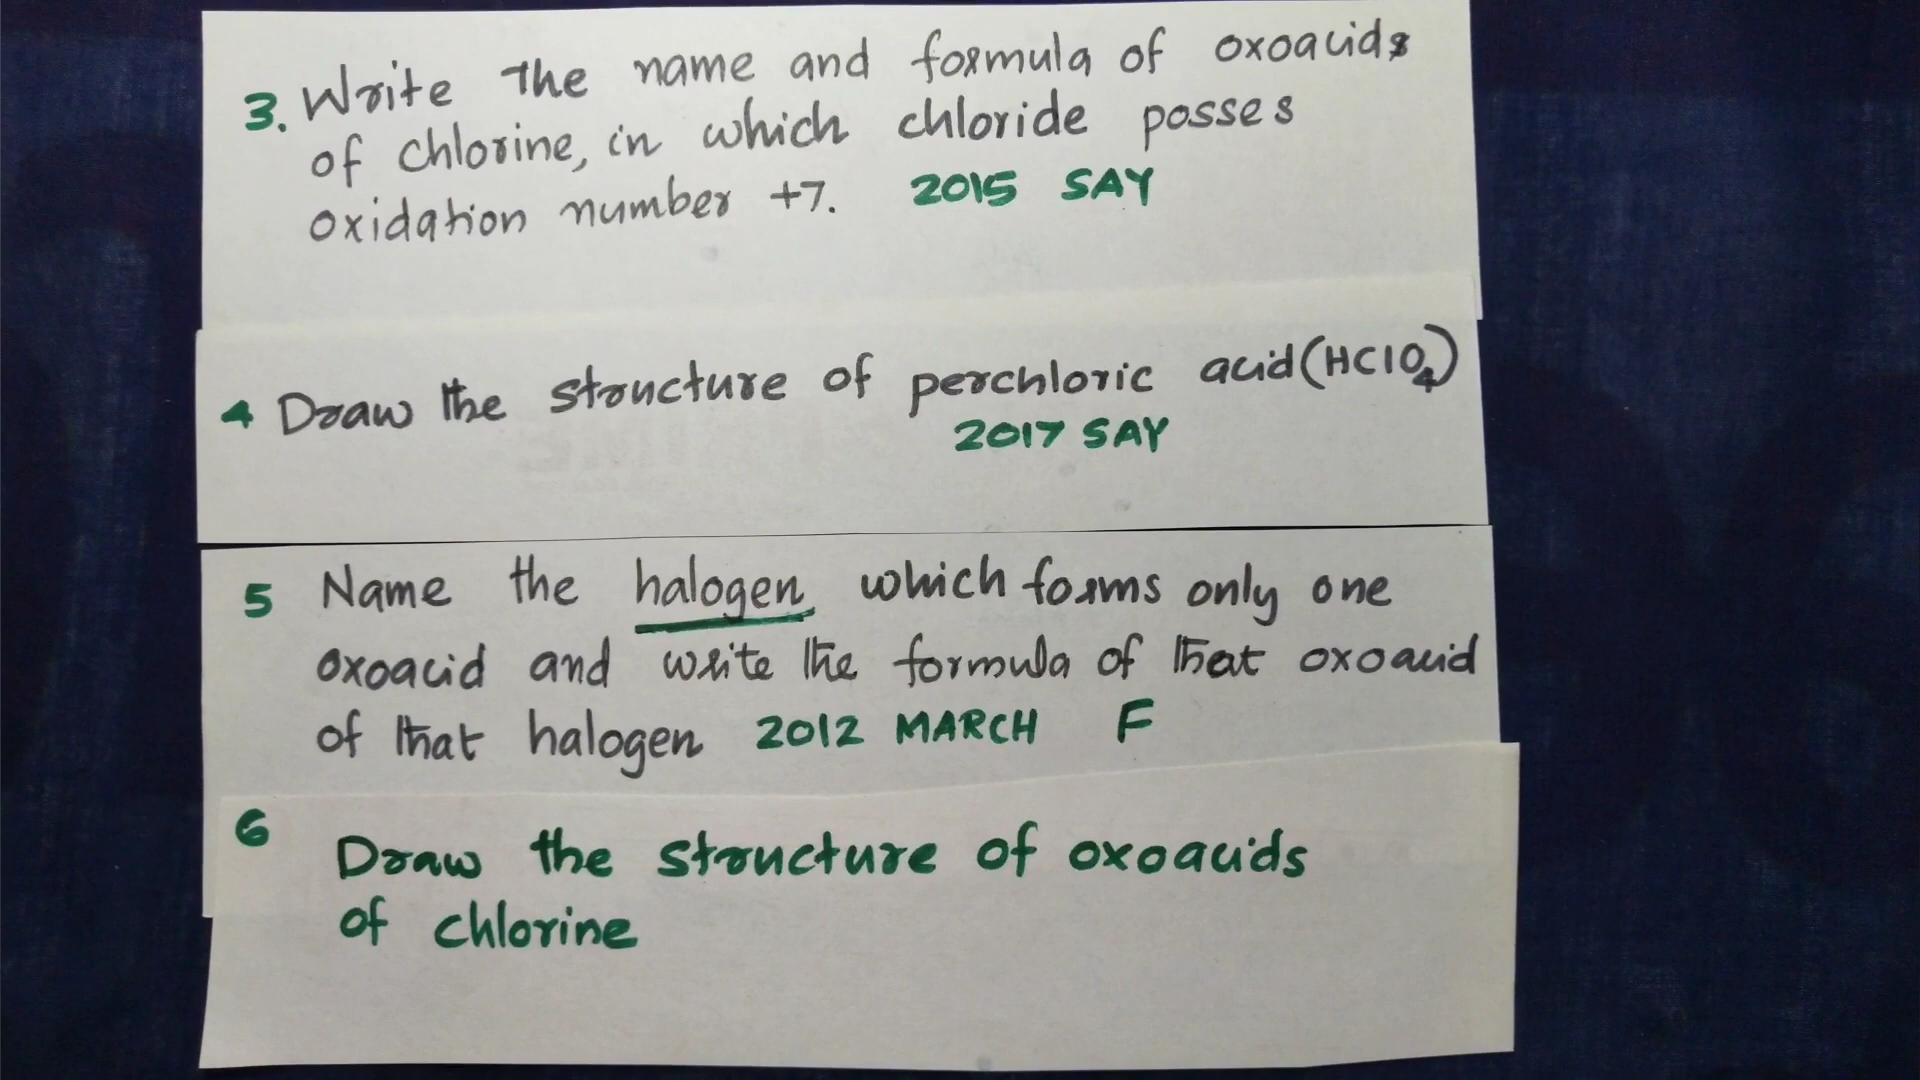 3. Write the name and formula of oxoacids
of chlorine, in which chloride posses
oxidation number +7. 2015 SAY
4 Draw the structure of perchloric acid (HClO4)
2017 SAY
5 Name the halogen which forms only one
oxoacid and write the formula of that oxoacid
of that halogen 2012 MARCH F
6 Draw the structure of oxoacids
of chlorine